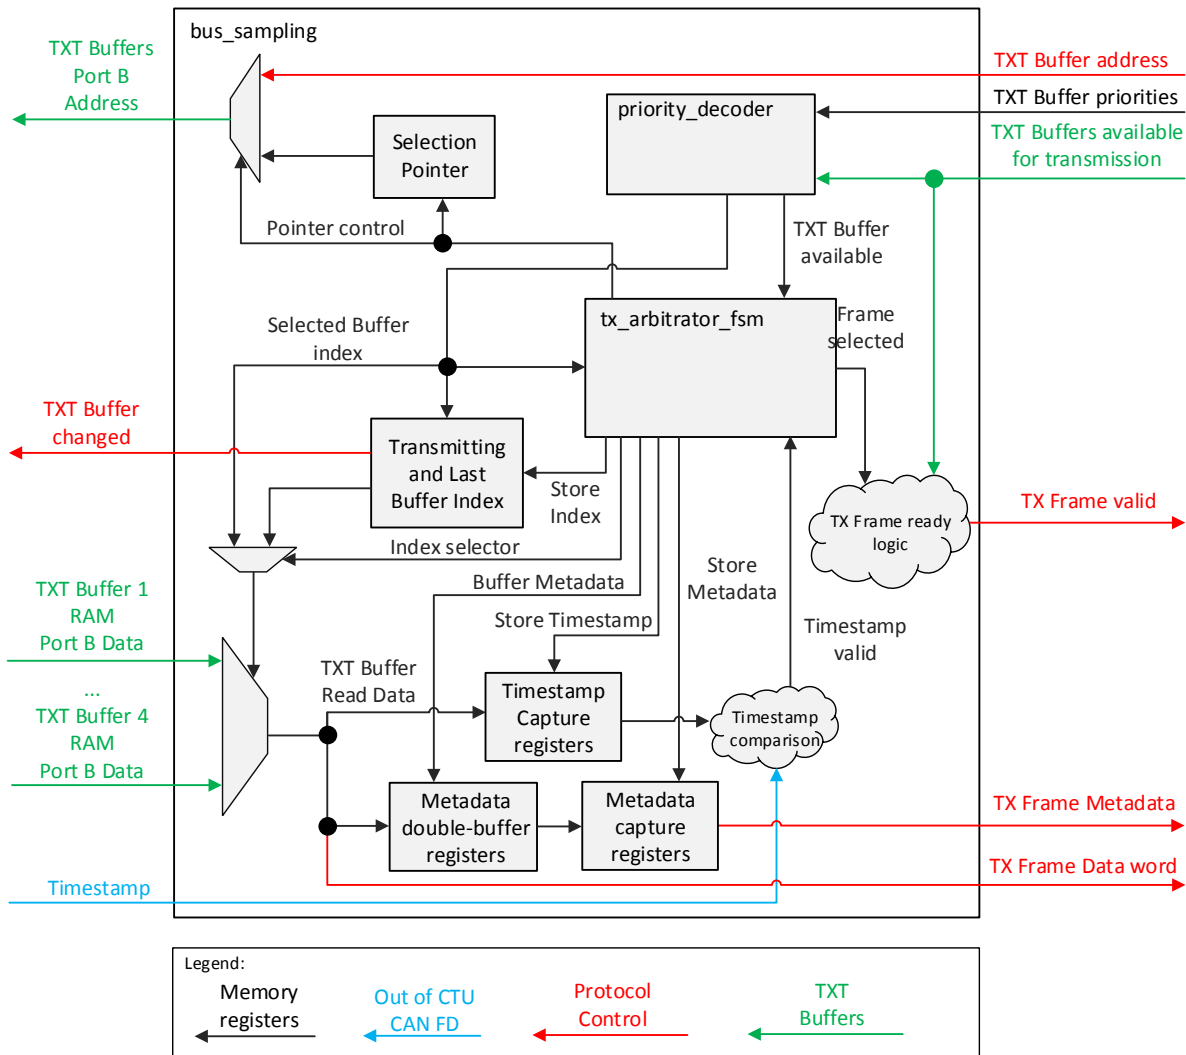 bus_sampling
TXT Buffers
Port B
Address
TXT Buffer address
TXT Buffer priorities
TXT Buffers available
for transmission
priority_decoder
Selection
Pointer
Pointer control
TXT Buffer
available
tx_arbitrator_fsm
Frame
selected
Selected Buffer
index
TXT Buffer
changed
Transmitting
and Last
Buffer Index
Store
Index
TX Frame ready
logic
TX Frame valid
Index selector
Buffer Metadata
Store
Metadata
Store Timestamp
Timestamp
valid
TXT Buffer 1
RAM
Port B Data
...
TXT Buffer 4
RAM
Port B Data
TXT Buffer
Read Data
Timestamp
Capture
registers
Timestamp
comparison
Metadata
double-buffer
registers
Metadata
capture
registers
TX Frame Metadata
TX Frame Data word
Timestamp
Legend:
Memory
registers
Out of CTU
CAN FD
Protocol
Control
TXT
Buffers